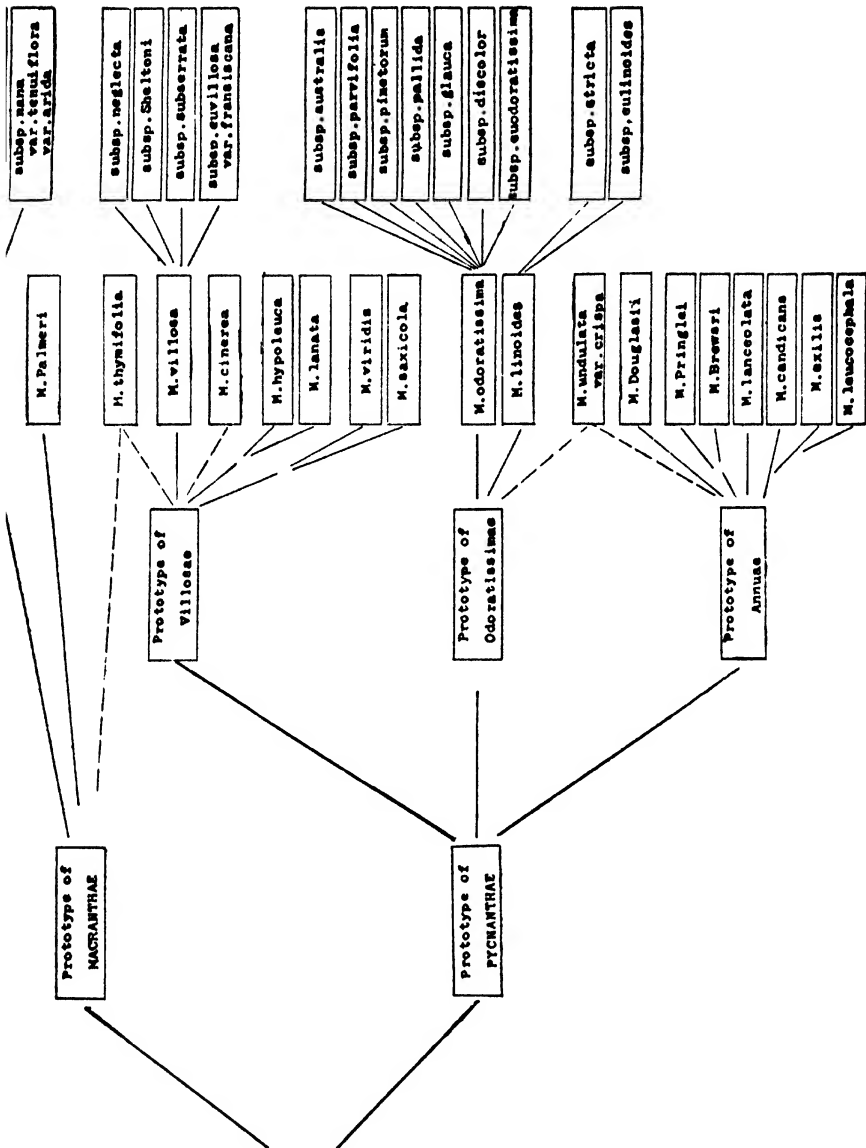 Prototype of
MACRANTHAE
Prototype of
PYCNANTHAE
Prototype of
Villosae
Prototype of
Odoratissimae
Prototype of
Annuae
M.Palmeri
M.thymifolia
M.villosa
M.cinerea
M.hypoleuca
M.lanata
M.viridis
M.saxicola
M.odoratissima
M.linoides
M.undulata
var.crispa
M.Douglasii
M.Pringlei
M.Breweri
M.lanceolata
M.candicans
M.exilis
M.leucocephala
subsp.nana
var.tenuiflora
var.arida
subsp.neglecta
subsp.Sheltoni
subsp.subserrata
subsp.euvillosa
var.fransiscana
subsp.australis
subsp.parvifolia
subsp.pinetorum
subsp.pallida
subsp.glauca
subsp.discolor
subsp.euodoratissima
subsp.stricta
subsp,eulinoides